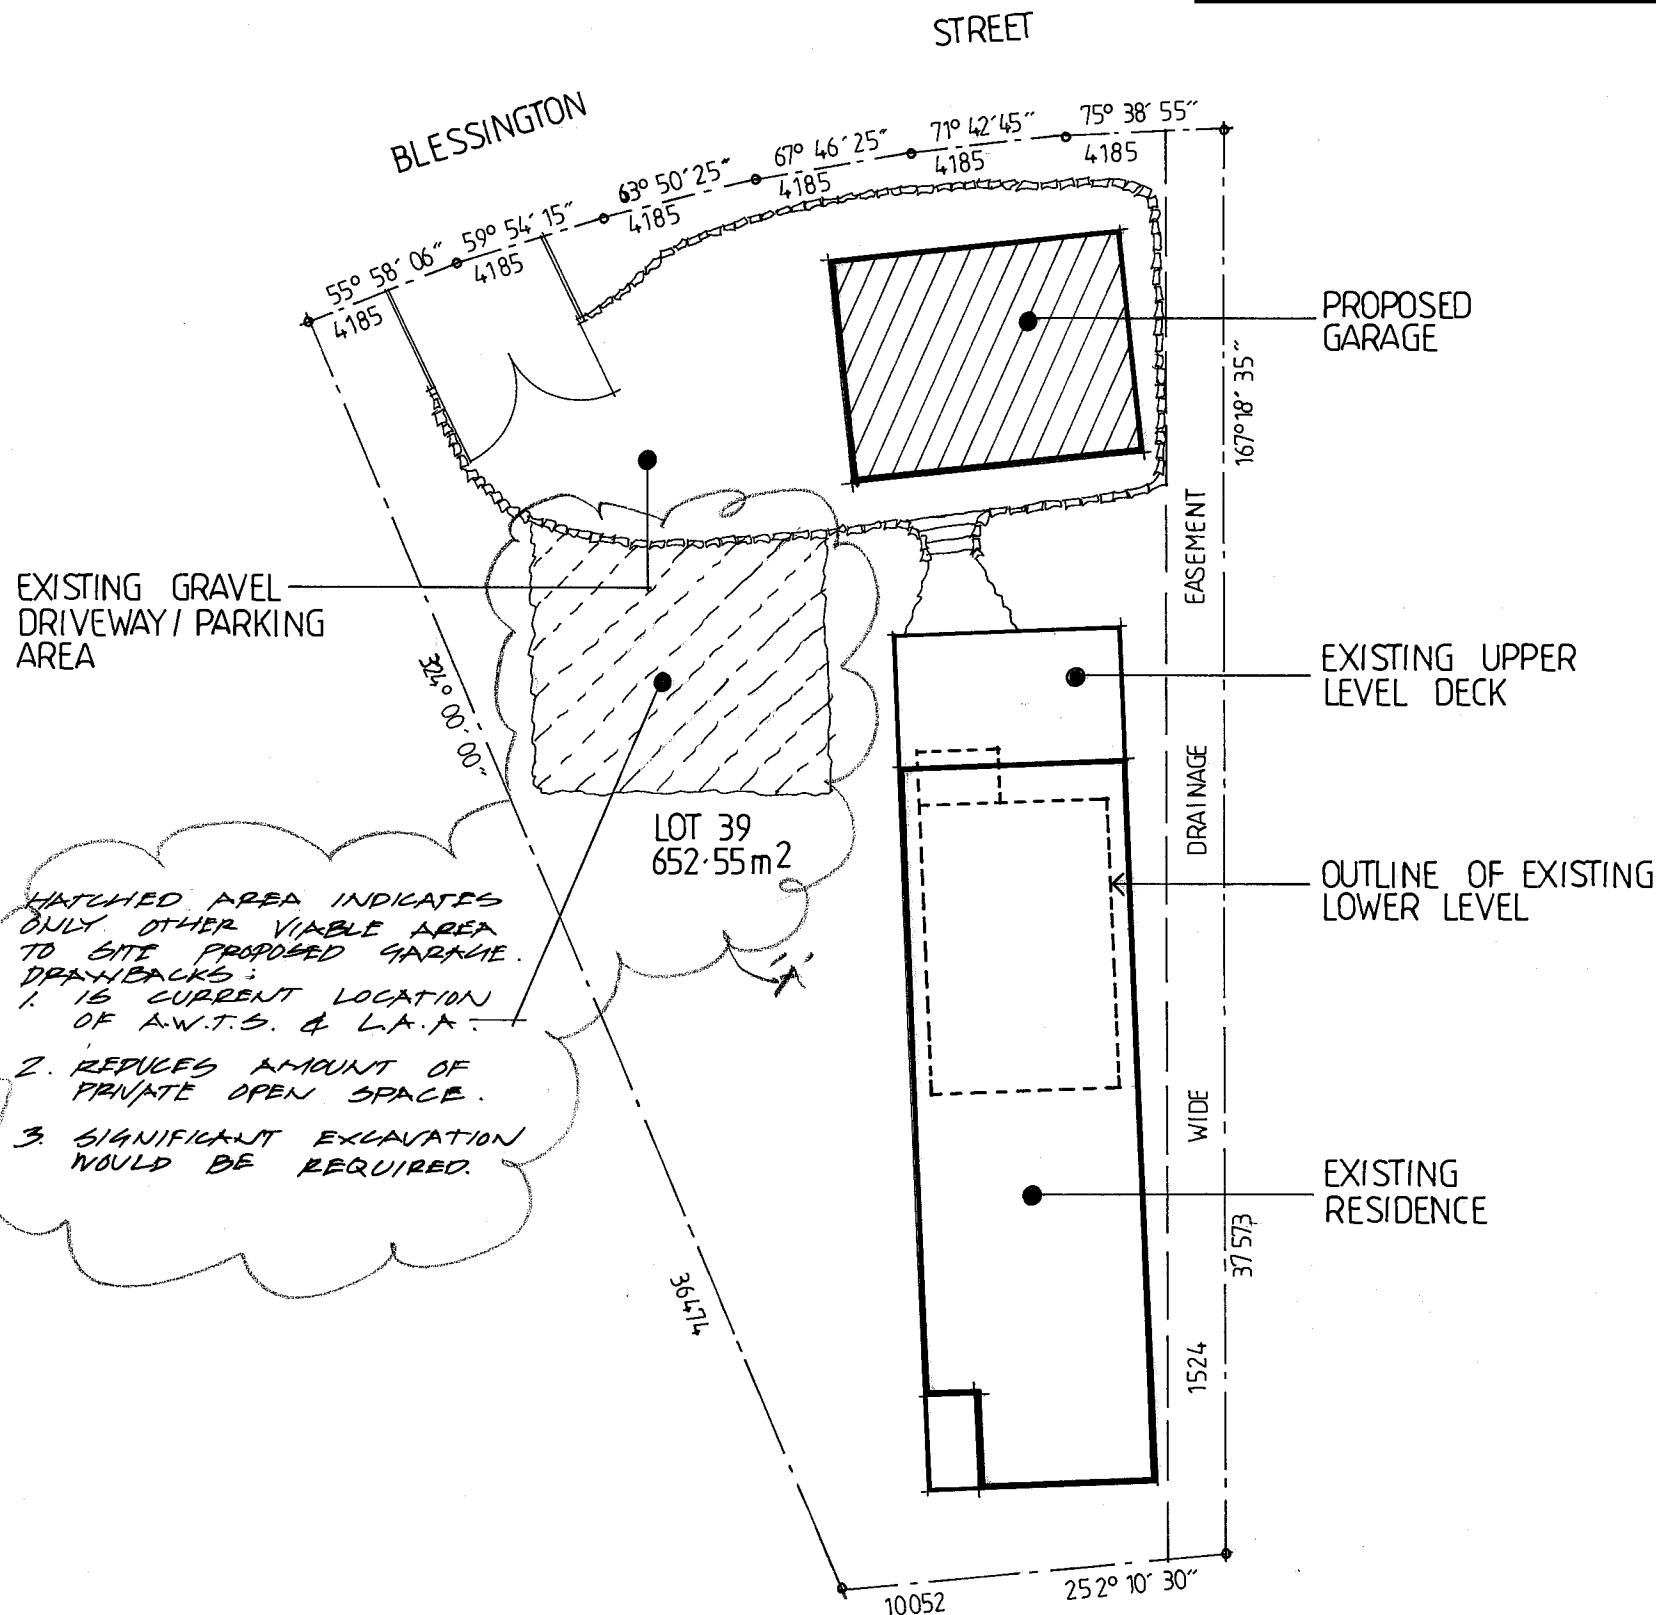 STREET
BLESSINGTON
55° 58′ 06″
4185
59° 54′ 15″
4185
63° 50′ 25″
4185
67° 46′ 25″
4185
71° 42′ 45″
4185
75° 38′ 55″
4185
PROPOSED
GARAGE
167° 18′ 35″
EASEMENT
EXISTING GRAVEL
DRIVEWAY / PARKING
AREA
324° 00′ 00″
EXISTING UPPER
LEVEL DECK
DRAINAGE
LOT 39
652·55m2
OUTLINE OF EXISTING
LOWER LEVEL
HATCHED AREA INDICATES
ONLY OTHER VIABLE AREA
TO SITE PROPOSED GARAGE.
DRAWBACKS:
1. IS CURRENT LOCATION
OF A.W.T.S. & L.A.A.
2. REDUCES AMOUNT OF
PRIVATE OPEN SPACE.
3. SIGNIFICANT EXCAVATION
WOULD BE REQUIRED.
'A'
WIDE
EXISTING
RESIDENCE
37573
36474
1524
10052
252° 10′ 30″